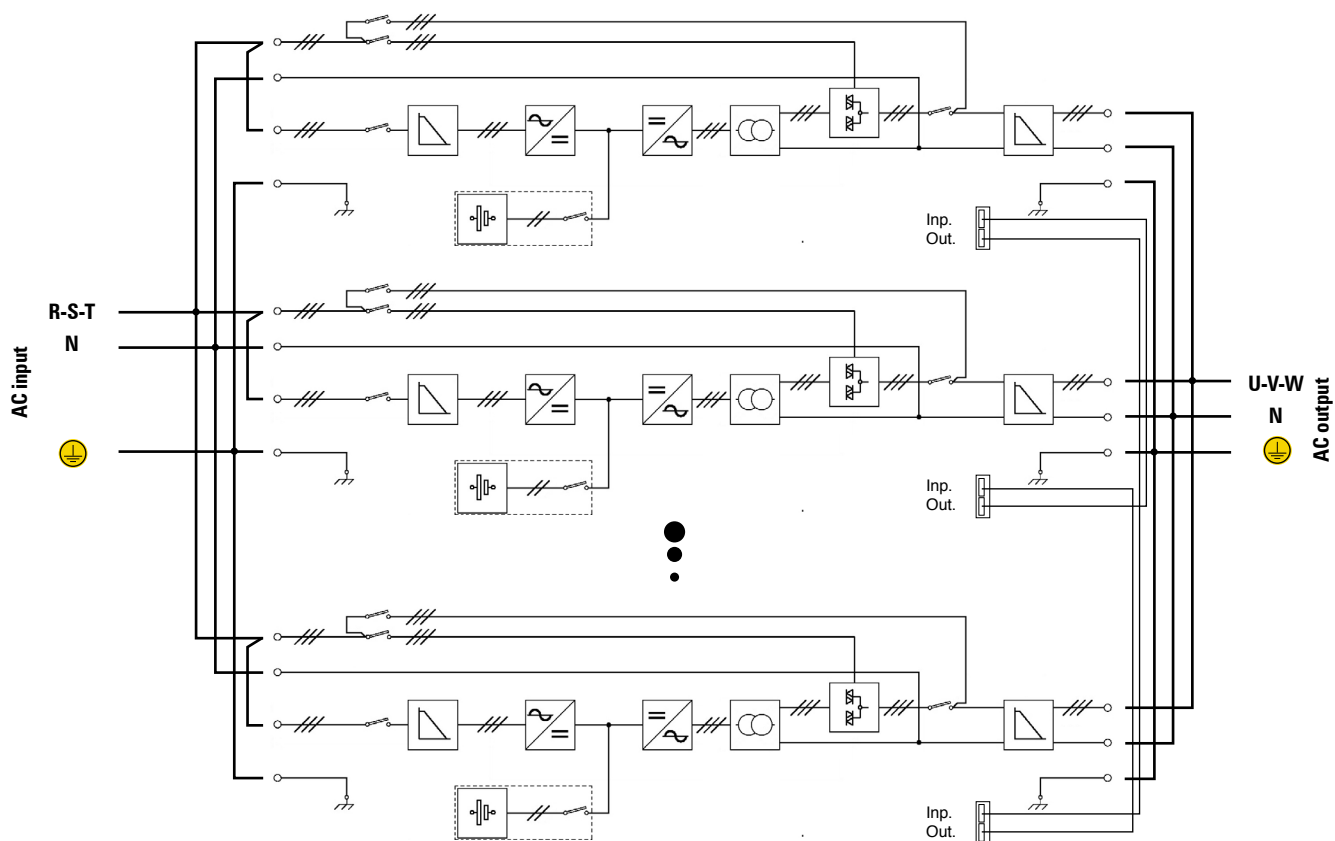 Inp.
Out.
R-S-T
N
AC input
U-V-W
N
AC output
Inp.
Out.
Inp.
Out.